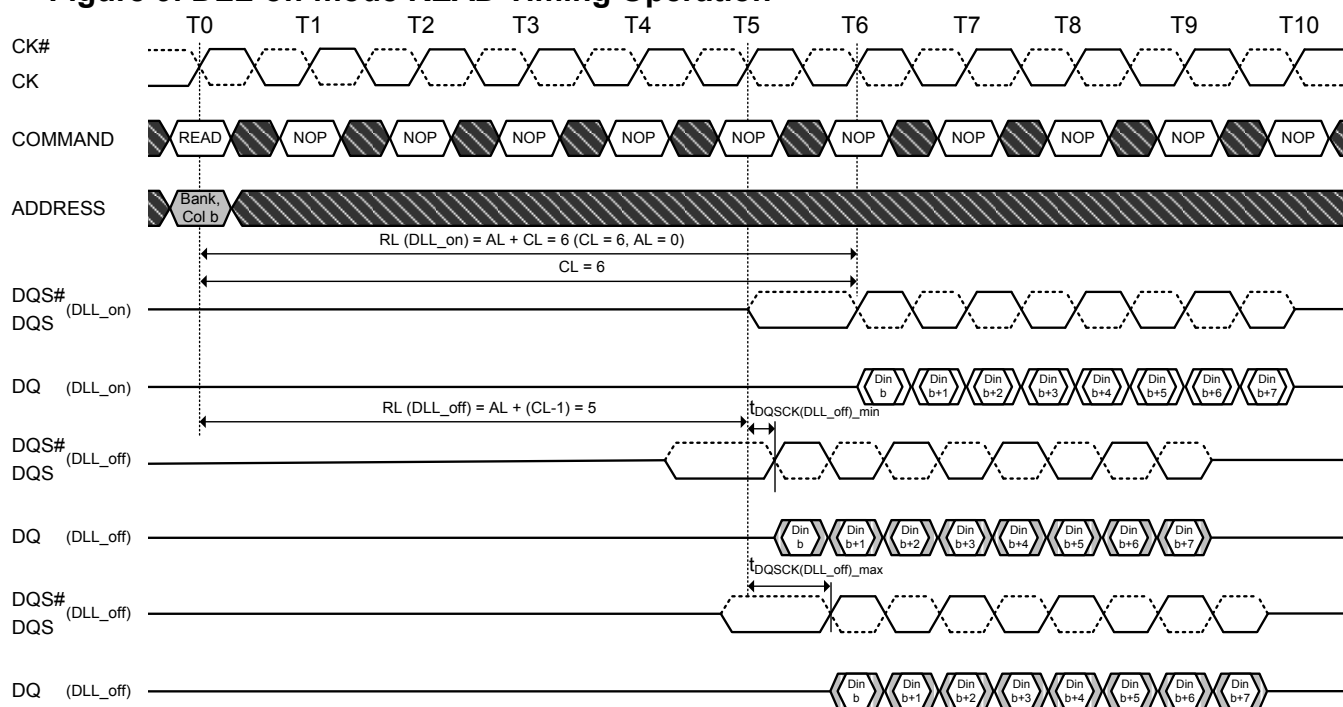 Figure 6. DLL-off mode READ Timing Operation
T0 T1 T2 T3 T4 T5 T6 T7 T8 T9 T10
CK#
CK
COMMAND READ NOP NOP NOP NOP NOP NOP NOP NOP NOP NOP
ADDRESS Bank,
Col b
RL (DLL_on) = AL + CL = 6 (CL = 6, AL = 0)
CL = 6
DQS# (DLL_on)
DQS
DQ (DLL_on) Din b Din b+1 Din b+2 Din b+3 Din b+4 Din b+5 Din b+6 Din b+7
RL (DLL_off) = AL + (CL-1) = 5 tDQSCK(DLL_off)_min
DQS# (DLL_off)
DQS
DQ (DLL_off) Din b Din b+1 Din b+2 Din b+3 Din b+4 Din b+5 Din b+6 Din b+7
tDQSCK(DLL_off)_max
DQS# (DLL_off)
DQS
DQ (DLL_off) Din b Din b+1 Din b+2 Din b+3 Din b+4 Din b+5 Din b+6 Din b+7